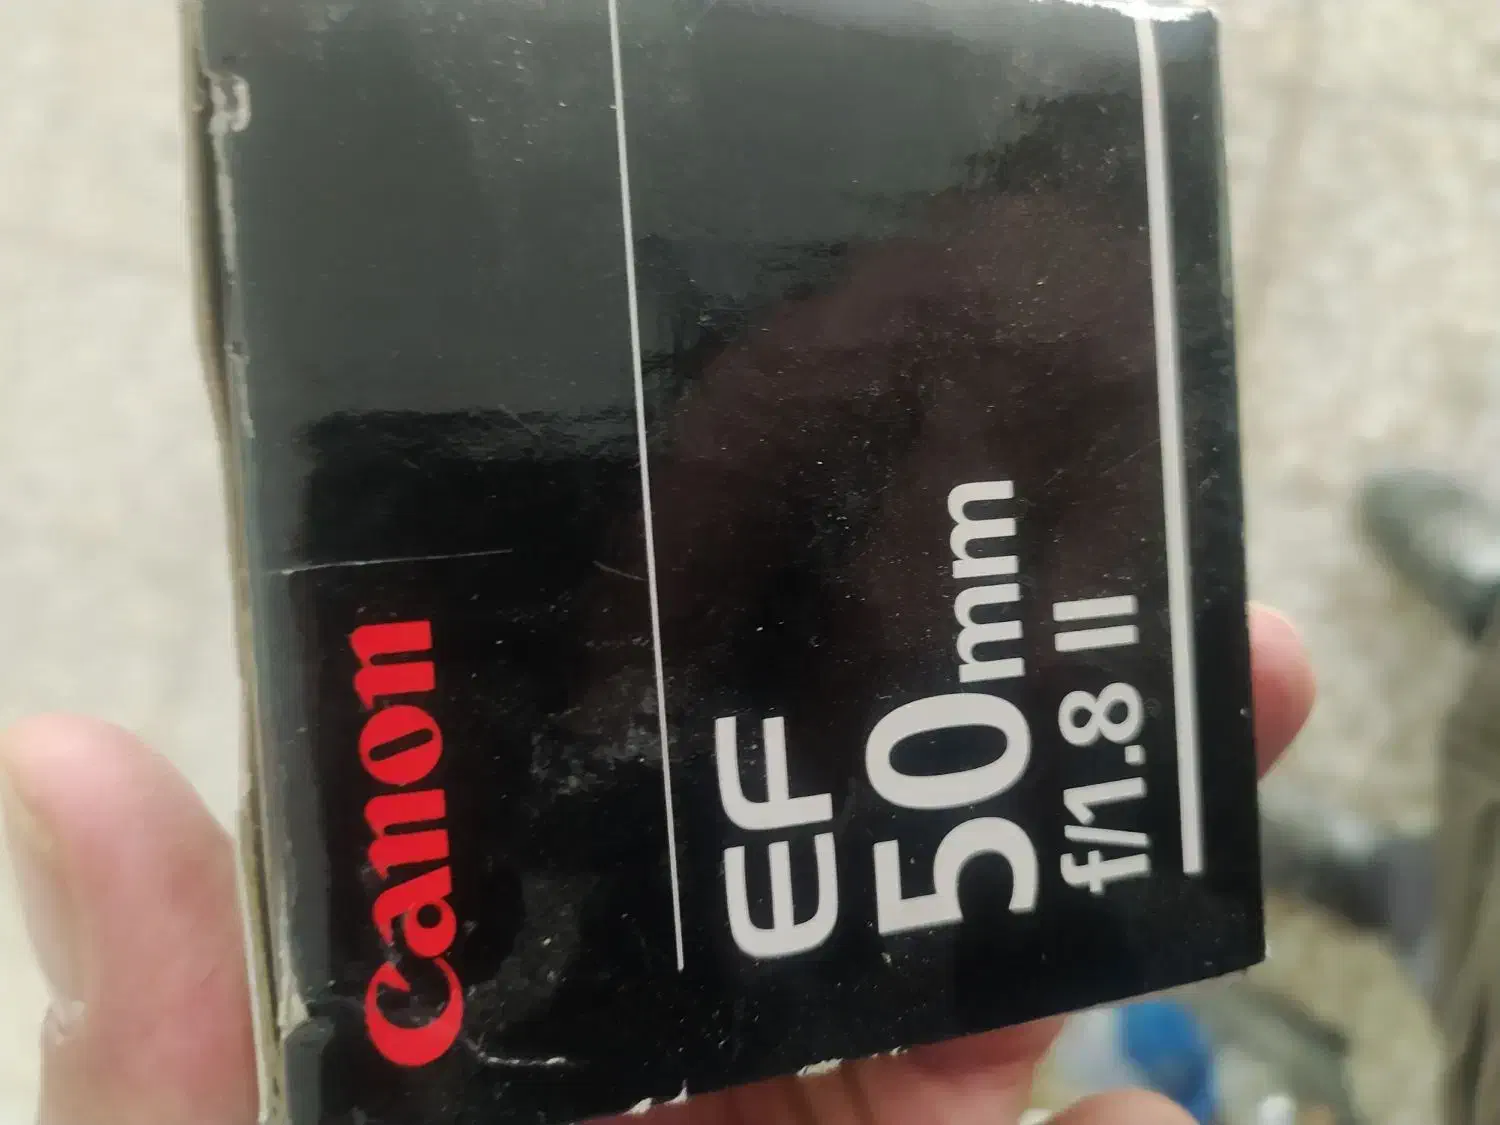 Canon
EF
50mm
f/1.8 II